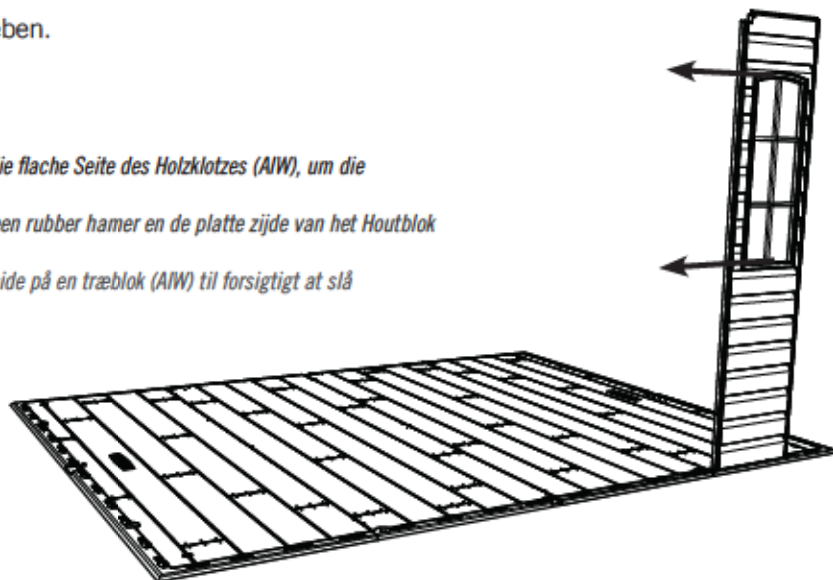 eben.
ie flache Seite des Holzklotzes (AIW), um die
en rubber hamer en de platte zijde van het Houtblok
ide på en træblok (AIW) til forsigtigt at slå